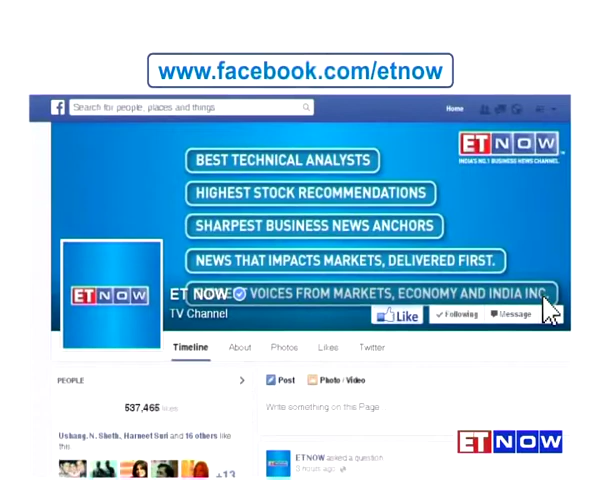 www.facebook.com/etnow
Search for people, places and things
Home
ET NOW
INDIA'S NO.1 BUSINESS NEWS CHANNEL.
BEST TECHNICAL ANALYSTS
HIGHEST STOCK RECOMMENDATIONS
SHARPEST BUSINESS NEWS ANCHORS
NEWS THAT IMPACTS MARKETS, DELIVERED FIRST.
VOICES FROM MARKETS, ECONOMY AND INDIA INC.
ET NOW
ET NOW
TV Channel
Like
Following
Message
Timeline About Photos Likes Twitter
PEOPLE
537,465 likes
Ushang. N. Sheth, Harneet Suri and 16 others like
this
+13
Post Photo / Video
Write something on this Page
ETNOW asked a question
3 hours ago
ET NOW